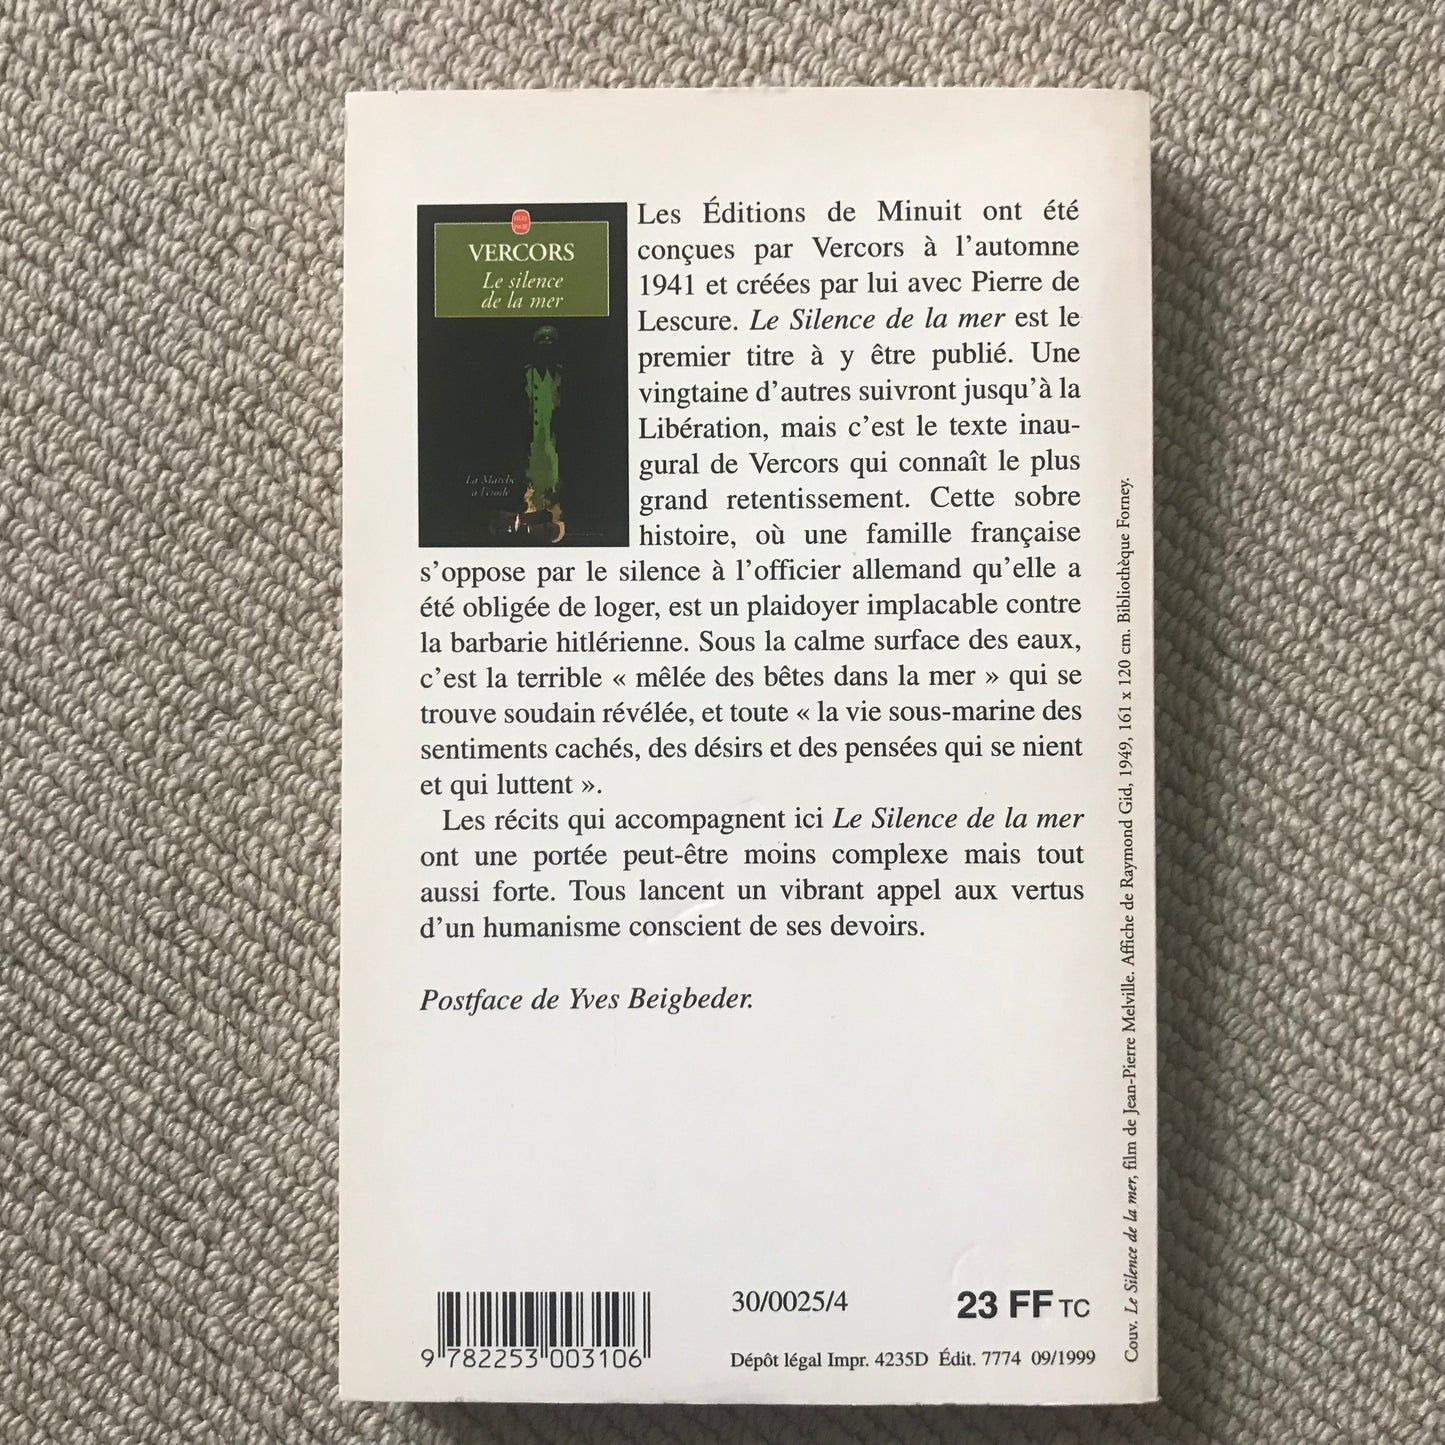 VERCORS
Le silence
de la mer
La Marche
à l'étoile
Les Éditions de Minuit ont été
conçues par Vercors à l'automne
1941 et créées par lui avec Pierre de
Lescure. Le Silence de la mer est le
premier titre à y être publié. Une
vingtaine d'autres suivront jusqu'à la
Libération, mais c'est le texte inau-
gural de Vercors qui connaît le plus
grand retentissement. Cette sobre
histoire, où une famille française
s'oppose par le silence à l'officier allemand qu'elle a
été obligée de loger, est un plaidoyer implacable contre
la barbarie hitlérienne. Sous la calme surface des eaux,
c'est la terrible « mêlée des bêtes dans la mer » qui se
trouve soudain révélée, et toute « la vie sous-marine des
sentiments cachés, des désirs et des pensées qui se nient
et qui luttent ».
Les récits qui accompagnent ici Le Silence de la mer
ont une portée peut-être moins complexe mais tout
aussi forte. Tous lancent un vibrant appel aux vertus
d'un humanisme conscient de ses devoirs.
Postface de Yves Beigbeder.
9 782253 003106
30/0025/4
23 FF TC
Dépôt légal Impr. 4235D Édit. 7774 09/1999
Couv. Le Silence de la mer, film de Jean-Pierre Melville. Affiche de Raymond Gid, 1949, 161 x 120 cm. Bibliothèque Forney.